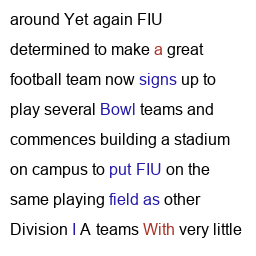 around Yet again FIU
determined to make a great
football team now signs up to
play several Bowl teams and
commences building a stadium
on campus to put FIU on the
same playing field as other
Division I A teams With very little